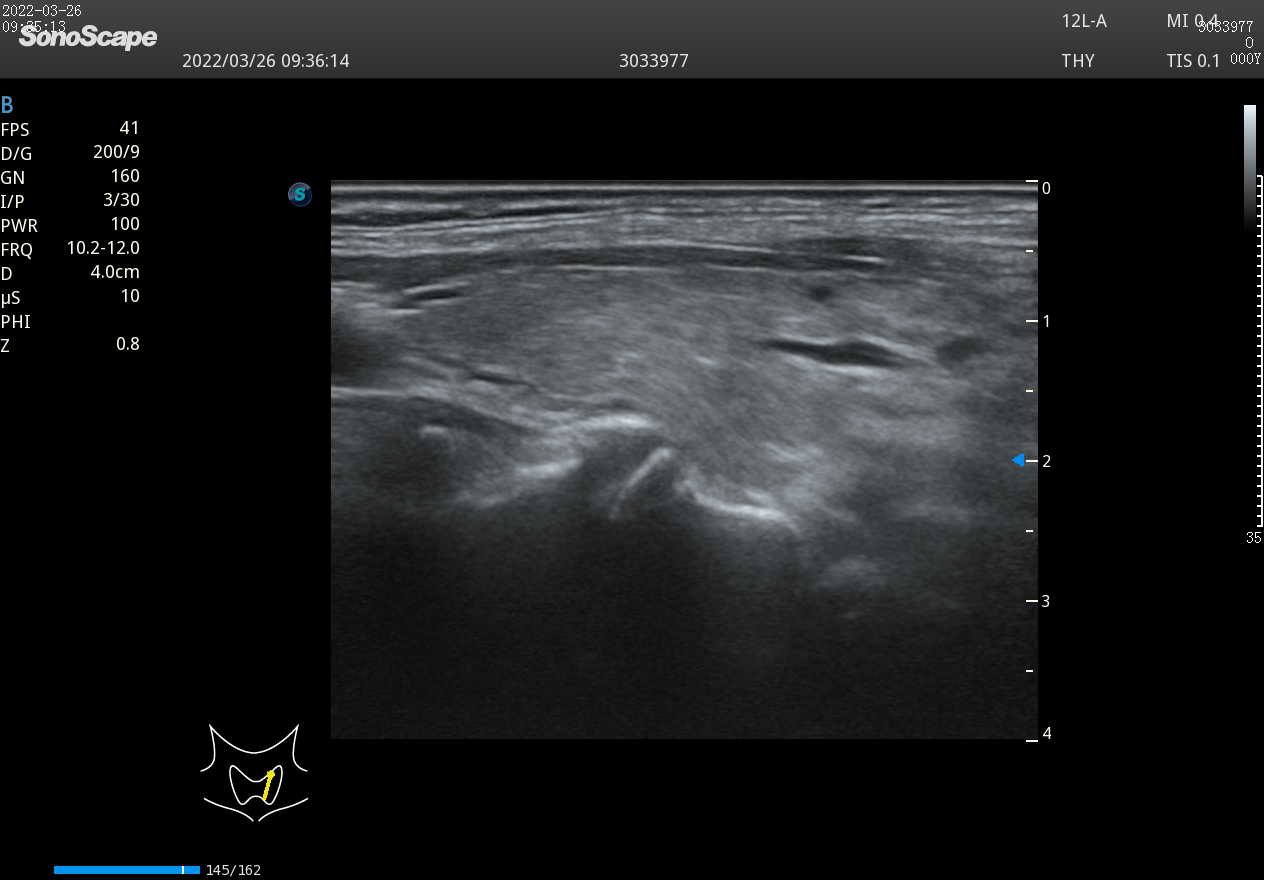 2022-03-26
09:35:13
SonoScape
12L-A MI 0.4
3033977
0
2022/03/26 09:36:14 3033977 THY TIS 0.1 000Y
B
FPS 41
D/G 200/9
GN 160
I/P 3/30
PWR 100
FRQ 10.2-12.0
D 4.0cm
µS 10
PHI
Z 0.8
S
0
1
2
3
4
35
145/162